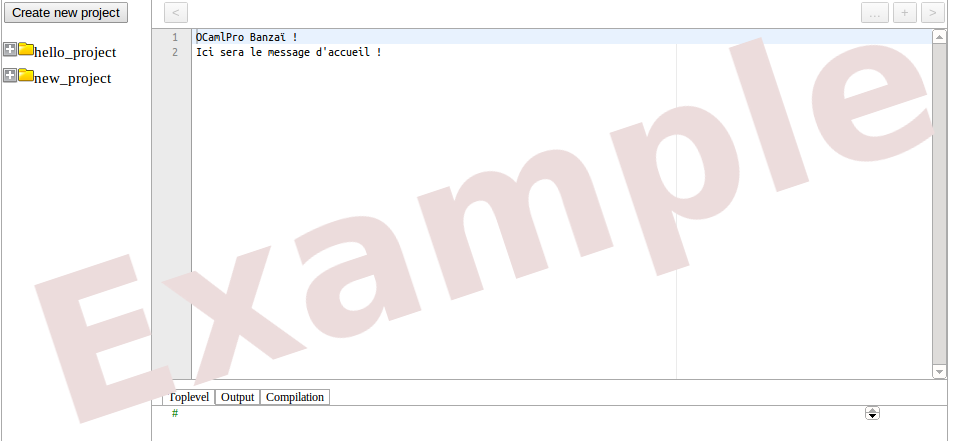 Create new project
<
...
+
>
hello_project
new_project
1 OCamlPro Banzaï !
2 Ici sera le message d'accueil !
Example
Toplevel
Output
Compilation
#